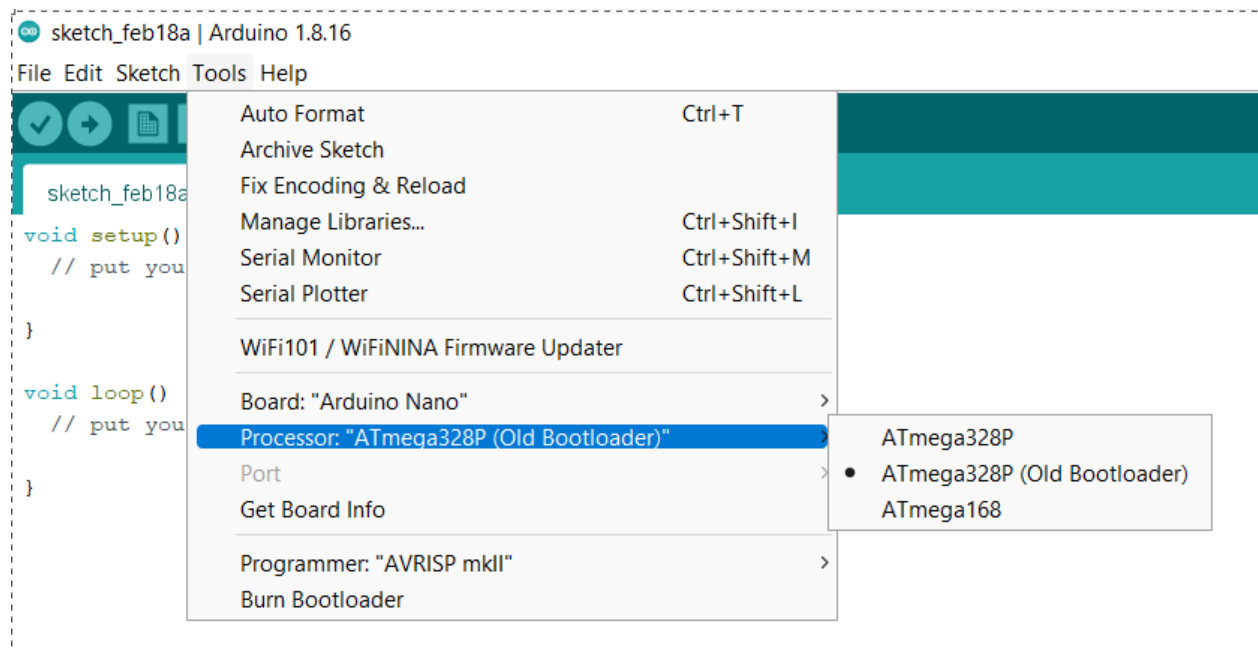 sketch_feb18a | Arduino 1.8.16
File Edit Sketch Tools Help
Auto Format Ctrl+T
Archive Sketch
Fix Encoding & Reload
Manage Libraries... Ctrl+Shift+I
Serial Monitor Ctrl+Shift+M
Serial Plotter Ctrl+Shift+L
WiFi101 / WiFiNINA Firmware Updater
Board: "Arduino Nano"
Processor: "ATmega328P (Old Bootloader)"
Port
Get Board Info
Programmer: "AVRISP mkII"
Burn Bootloader
ATmega328P
ATmega328P (Old Bootloader)
ATmega168
sketch_feb18a
void setup()
// put you
}
void loop()
// put you
}